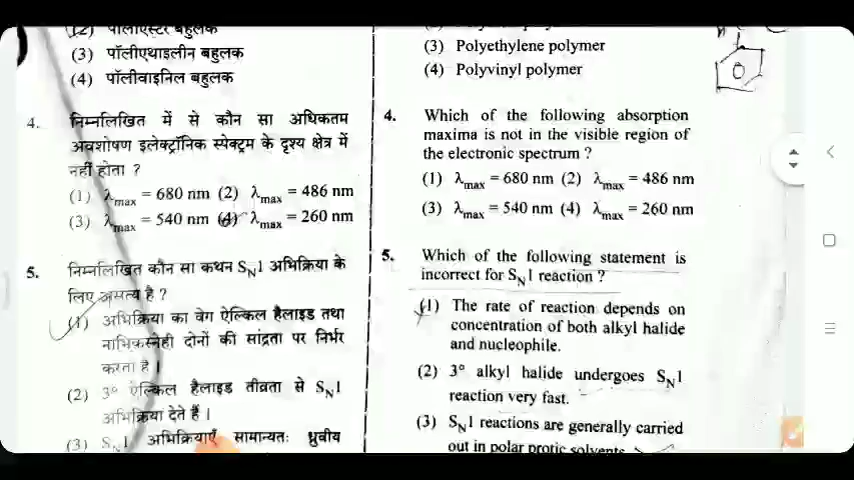 (2) पॉलीएस्टर बहुलक
(3) पॉलीएथाइलीन बहुलक
(4) पॉलीवाइनिल बहुलक
4. निम्नलिखित में से कौन सा अधिकतम
अवशोषण इलेक्ट्रॉनिक स्पेक्ट्रम के दृश्य क्षेत्र में
नहीं होता ?
(1) λmax = 680 nm (2) λmax = 486 nm
(3) λmax = 540 nm (4) λmax = 260 nm
5. निम्नलिखित कौन सा कथन SN1 अभिक्रिया के
लिए असत्य है ?
(1) अभिक्रिया का वेग ऐल्किल हैलाइड तथा
नाभिकस्नेही दोनों की सांद्रता पर निर्भर
करता है ।
(2) 3° ऐल्किल हैलाइड तीव्रता से SN1
अभिक्रिया देते हैं ।
(3) SN1 अभिक्रियाएँ सामान्यतः ध्रुवीय
(3) Polyethylene polymer
(4) Polyvinyl polymer
4. Which of the following absorption
maxima is not in the visible region of
the electronic spectrum ?
(1) λmax = 680 nm (2) λmax = 486 nm
(3) λmax = 540 nm (4) λmax = 260 nm
5. Which of the following statement is
incorrect for SN1 reaction ?
(1) The rate of reaction depends on
concentration of both alkyl halide
and nucleophile.
(2) 3° alkyl halide undergoes SN1
reaction very fast.
(3) SN1 reactions are generally carried
out in polar protic solvents.